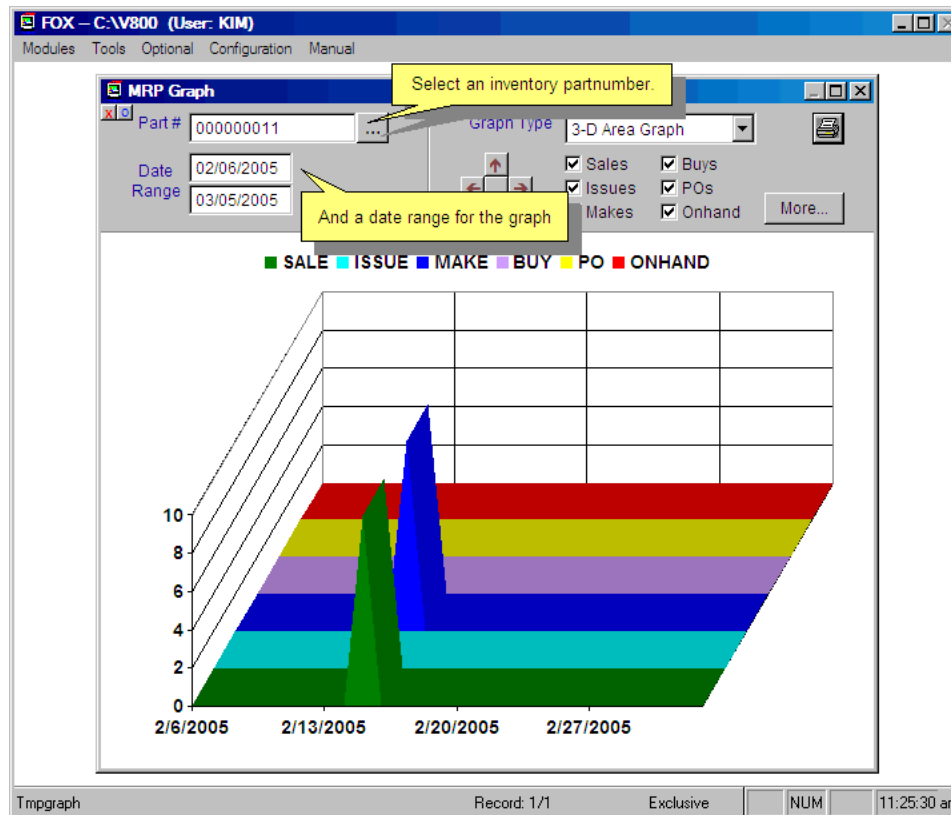 FOX – C:\V800 (User: KIM)
Modules Tools Optional Configuration Manual
MRP Graph
Select an inventory partnumber.
X O
Part # 000000011 ... Graph Type 3-D Area Graph
Date Range 02/06/2005 03/05/2005
And a date range for the graph
Sales Buys
Issues POs
Makes Onhand More...
SALE ISSUE MAKE BUY PO ONHAND
10
8
6
4
2
0
2/6/2005 2/13/2005 2/20/2005 2/27/2005
Tmpgraph Record: 1/1 Exclusive NUM 11:25:30 am